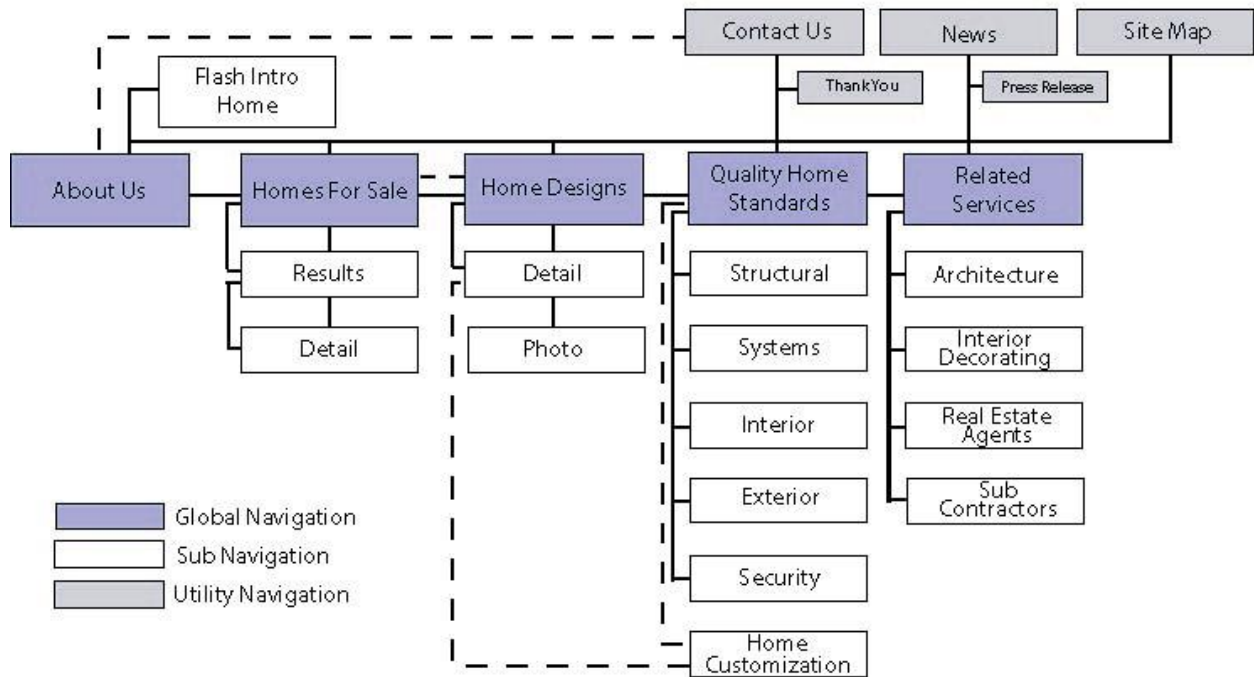 Contact Us
News
Site Map
Flash Intro
Home
ThankYou
Press Release
About Us
Homes For Sale
Home Designs
Quality Home
Standards
Related
Services
Results
Detail
Structural
Architecture
Detail
Photo
Systems
Interior
Decorating
Interior
Real Estate
Agents
Exterior
Sub
Contractors
Security
Home
Customization
Global Navigation
Sub Navigation
Utility Navigation